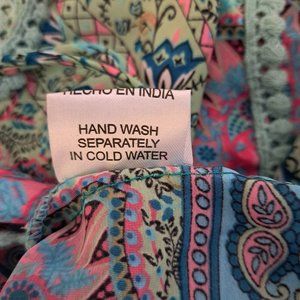 HECHO EN INDIA
HAND WASH
SEPARATELY
IN COLD WATER